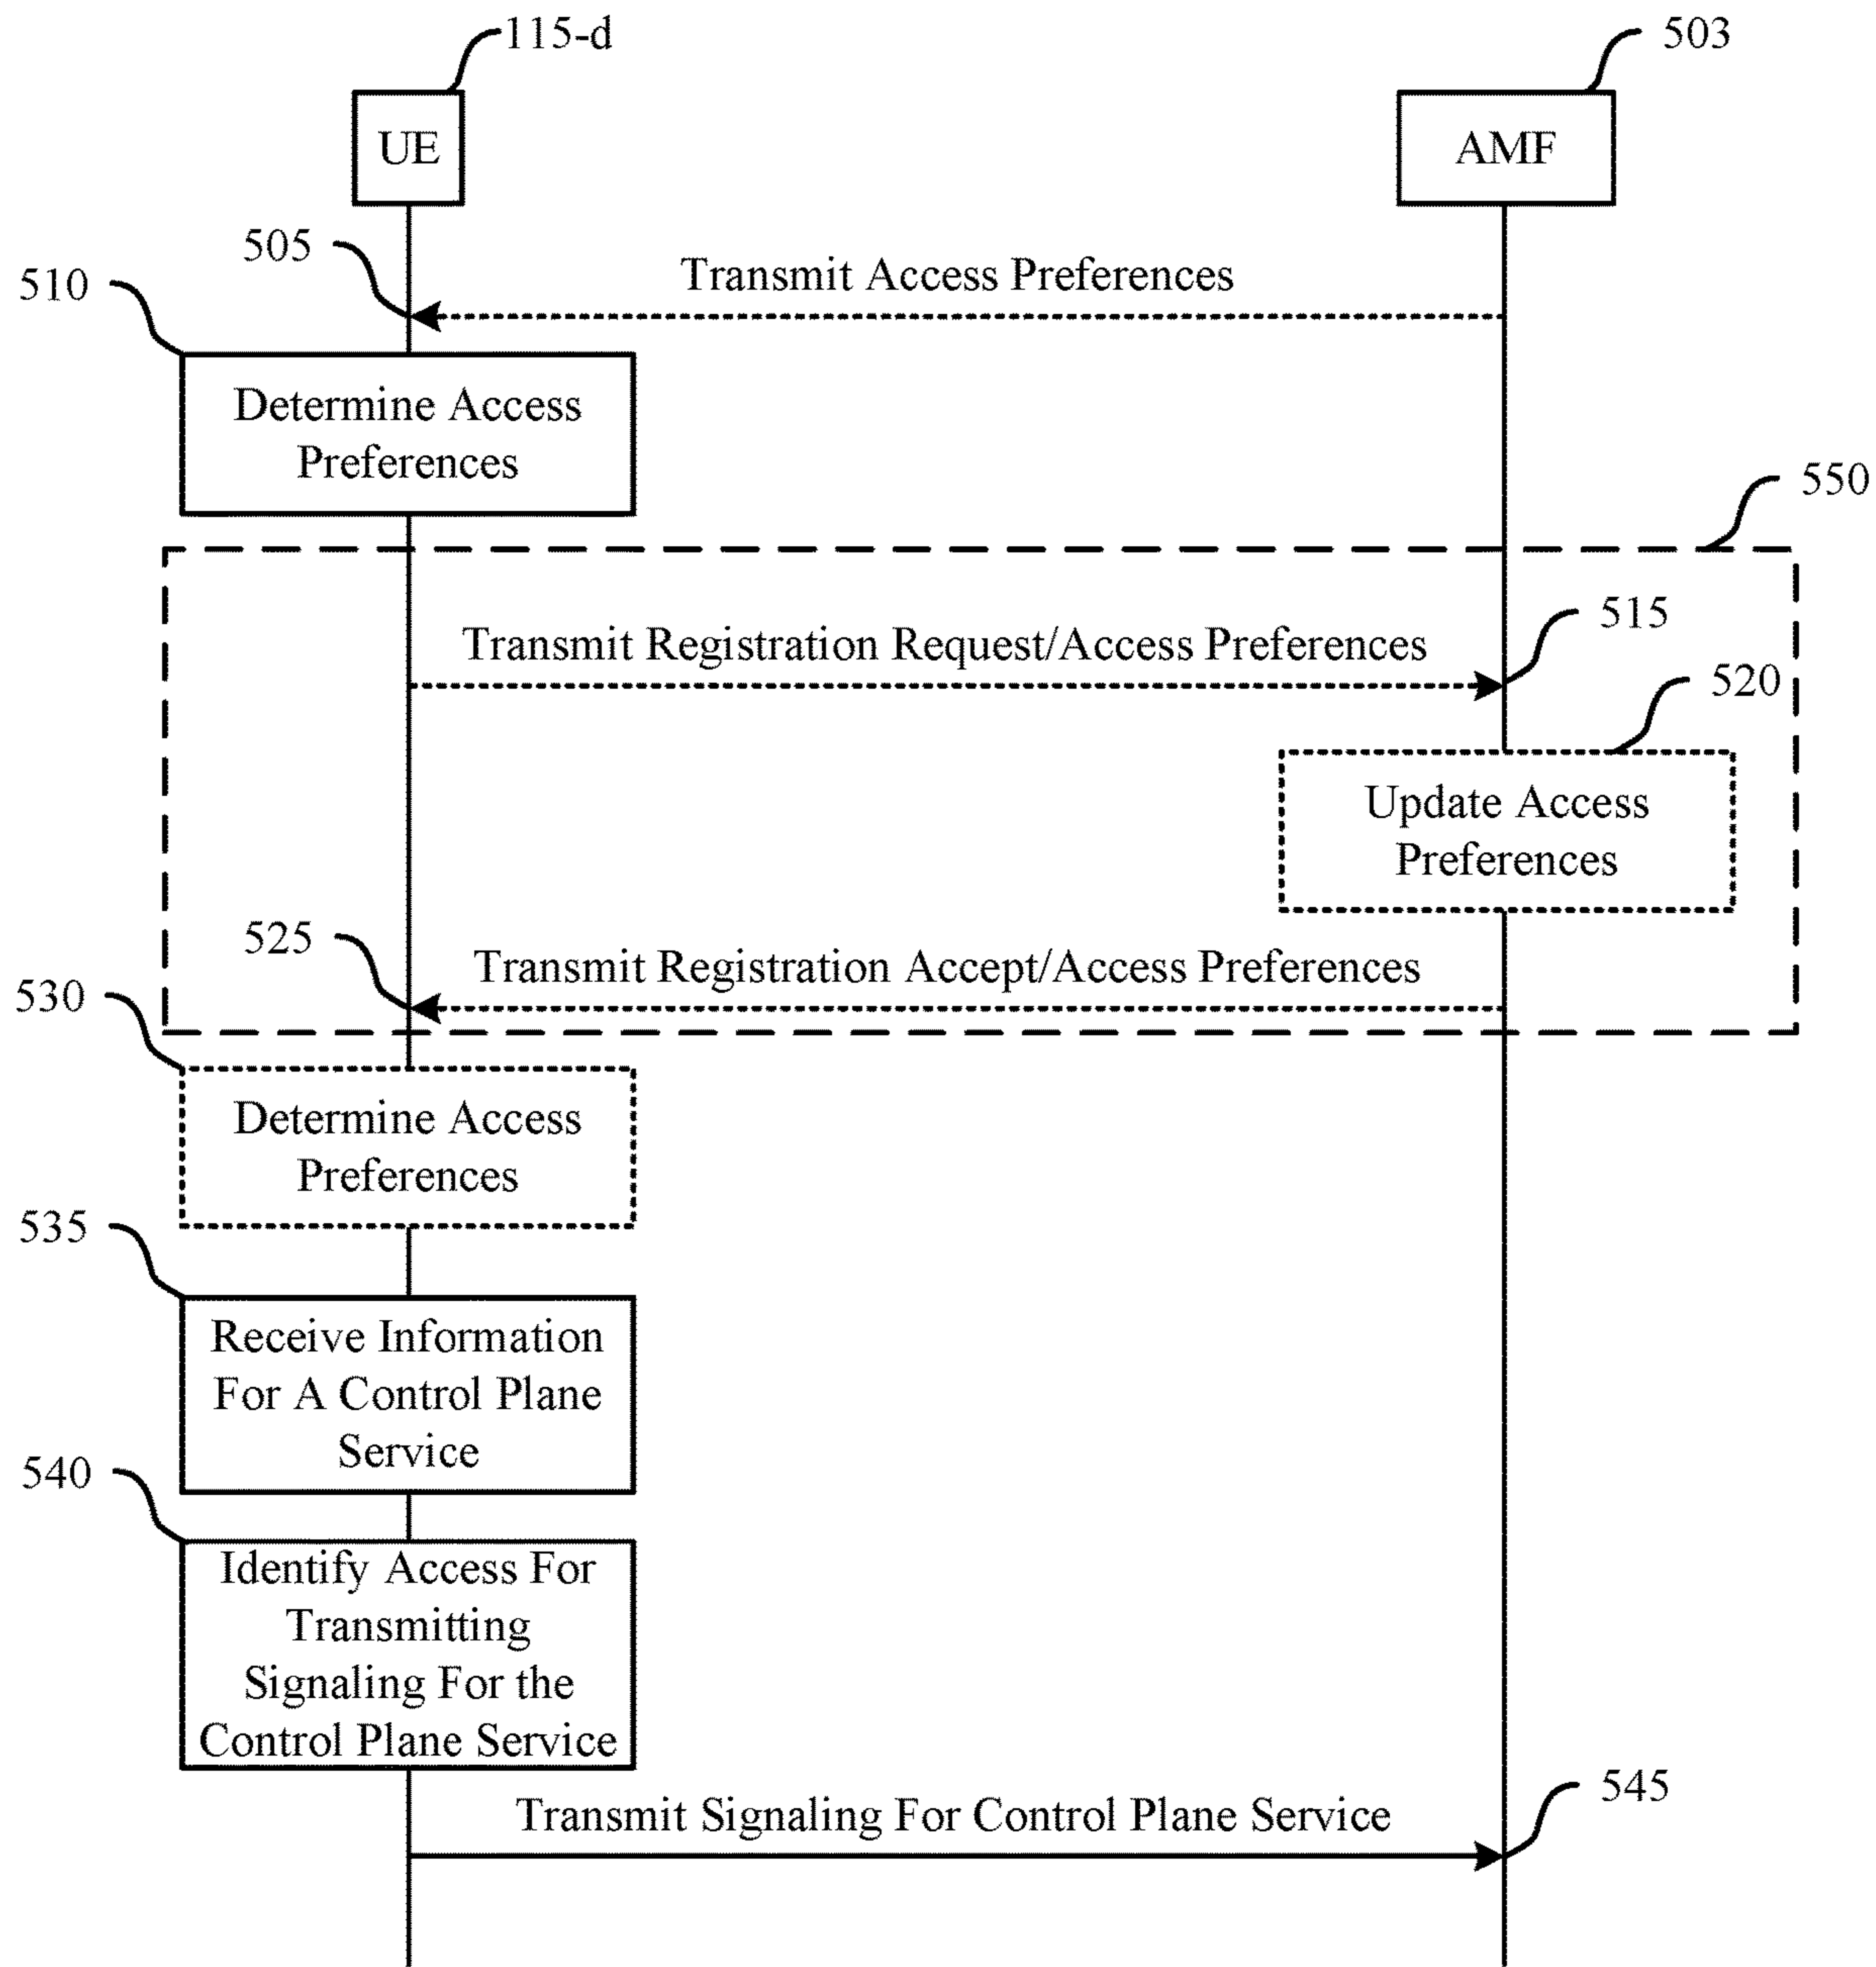 115-d
503
UE
AMF
505
510
Transmit Access Preferences
Determine Access
Preferences
550
515
Transmit Registration Request/Access Preferences
520
Update Access
Preferences
525
Transmit Registration Accept/Access Preferences
530
Determine Access
Preferences
535
Receive Information
For A Control Plane
Service
540
Identify Access For
Transmitting
Signaling For the
Control Plane Service
545
Transmit Signaling For Control Plane Service